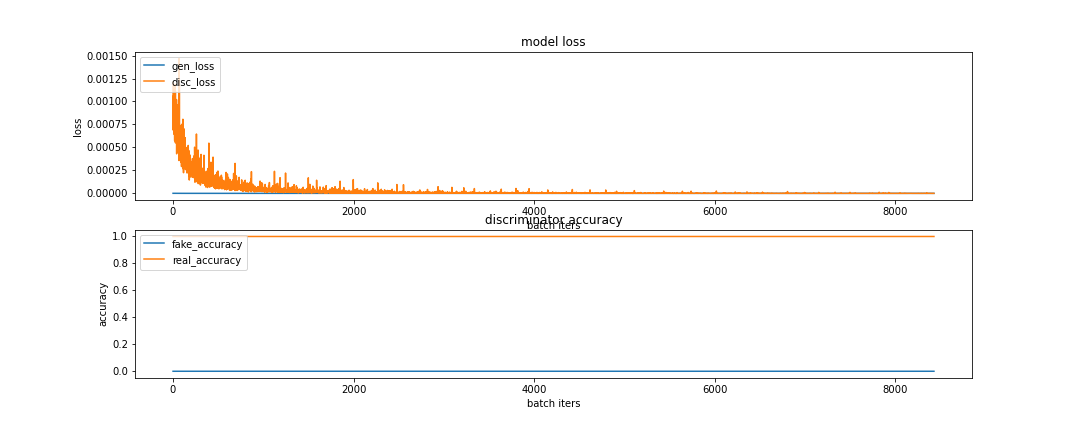 model loss
0.00150
0.00125
0.00100
0.00075
0.00050
0.00025
0.00000
loss
gen_loss
disc_loss
0 2000 4000 6000 8000
batch iters
discriminator accuracy
1.0
0.8
0.6
0.4
0.2
0.0
accuracy
fake_accuracy
real_accuracy
0 2000 4000 6000 8000
batch iters